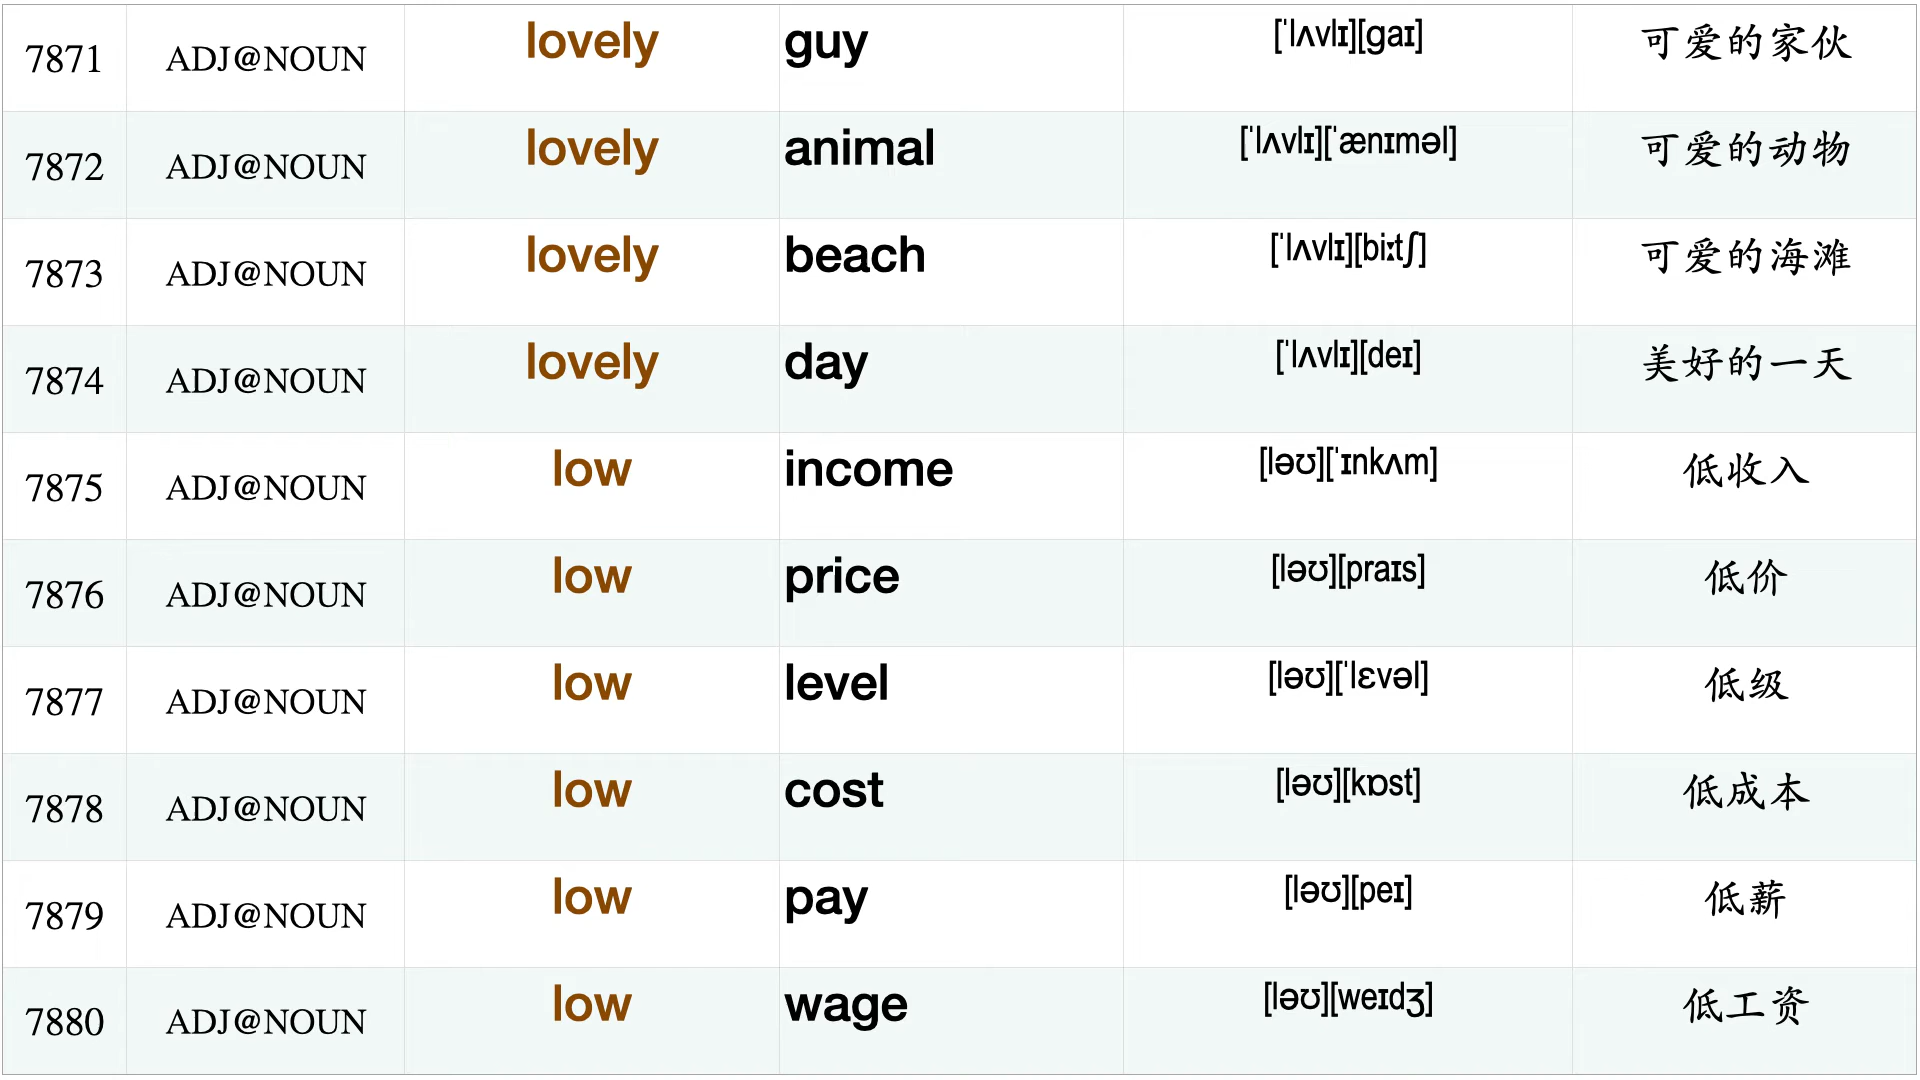 7871 ADJ@NOUN lovely guy [ˈlʌvlɪ][gaɪ] 可爱的家伙
7872 ADJ@NOUN lovely animal [ˈlʌvlɪ][ˈænɪməl] 可爱的动物
7873 ADJ@NOUN lovely beach [ˈlʌvlɪ][biːtʃ] 可爱的海滩
7874 ADJ@NOUN lovely day [ˈlʌvlɪ][deɪ] 美好的一天
7875 ADJ@NOUN low income [ləʊ][ˈɪnkʌm] 低收入
7876 ADJ@NOUN low price [ləʊ][praɪs] 低价
7877 ADJ@NOUN low level [ləʊ][ˈlɛvəl] 低级
7878 ADJ@NOUN low cost [ləʊ][kɒst] 低成本
7879 ADJ@NOUN low pay [ləʊ][peɪ] 低薪
7880 ADJ@NOUN low wage [ləʊ][weɪdʒ] 低工资